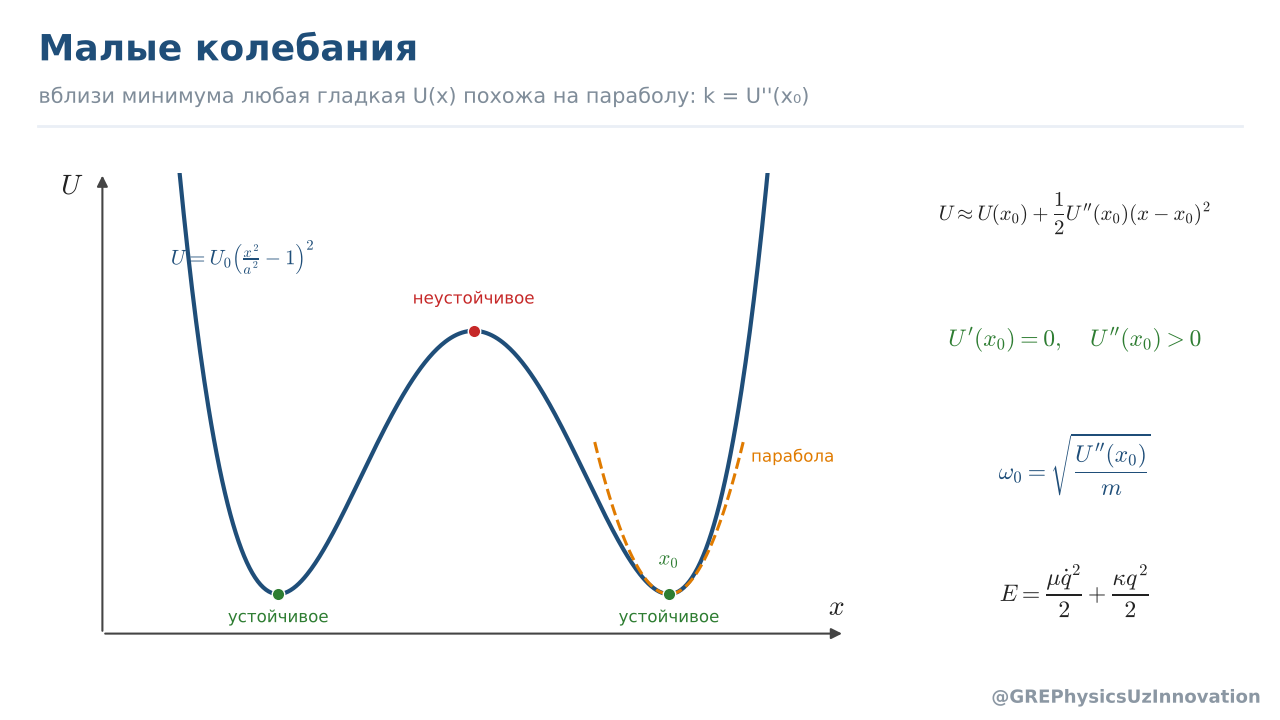 Малые колебания
вблизи минимума любая гладкая U(x) похожа на параболу: k = U''(x₀)
U
U = U₀(x²/a² − 1)²
неустойчивое
парабола
x₀
устойчивое
устойчивое
x
U ≈ U(x₀) + 1/2 U″(x₀)(x − x₀)²
U′(x₀) = 0, U″(x₀) > 0
ω₀ = √(U″(x₀)/m)
E = μq̇²/2 + κq²/2
@GREPhysicsUzInnovation